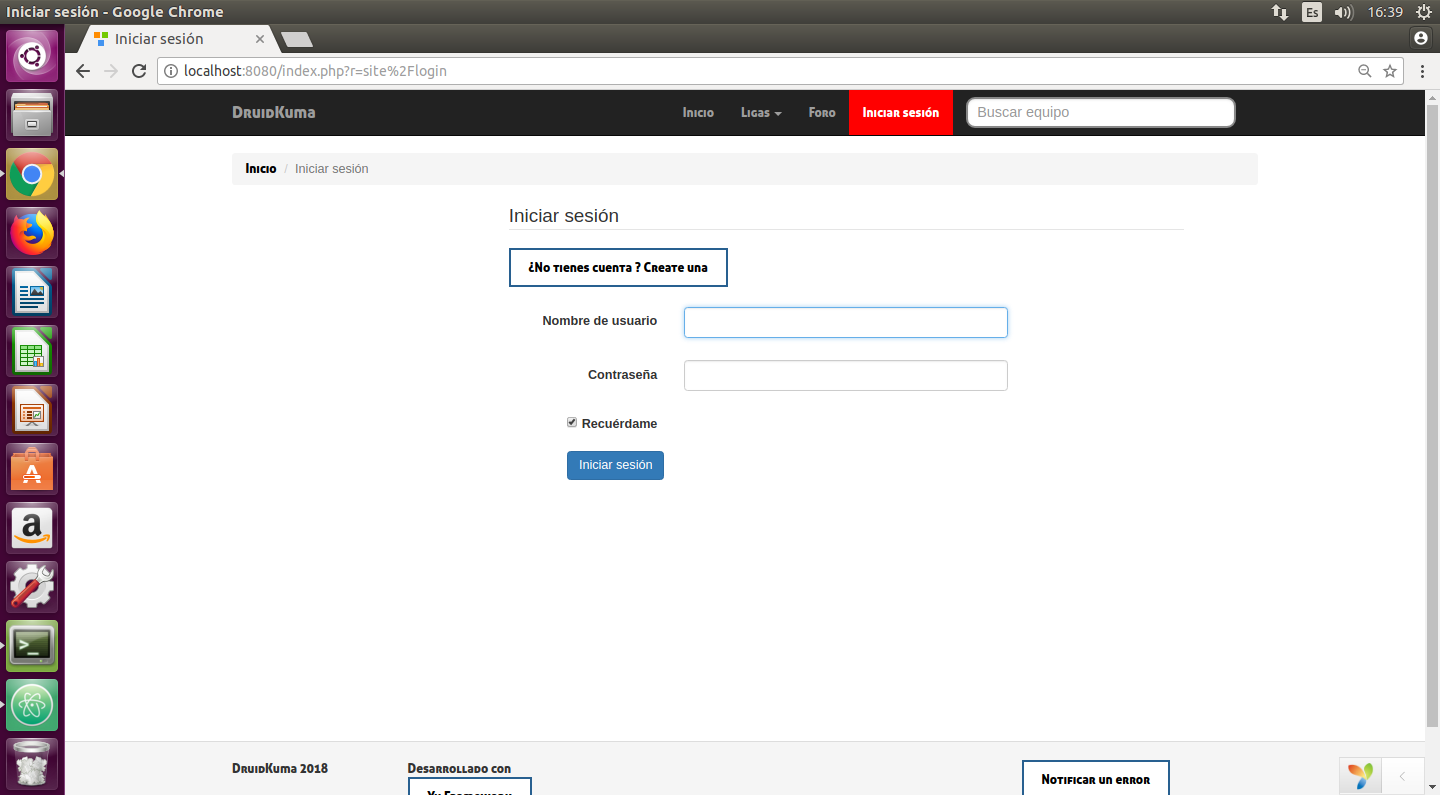 Iniciar sesión - Google Chrome
Es
16:39
Iniciar sesión
localhost:8080/index.php?r=site%2Flogin
DruidKuma
Inicio
Ligas
Foro
Iniciar sesión
Buscar equipo
Inicio / Iniciar sesión
Iniciar sesión
¿No tienes cuenta ? Create una
Nombre de usuario
Contraseña
Recuérdame
Iniciar sesión
DruidKuma 2018
Desarrollado con
Yii Framework
Notificar un error